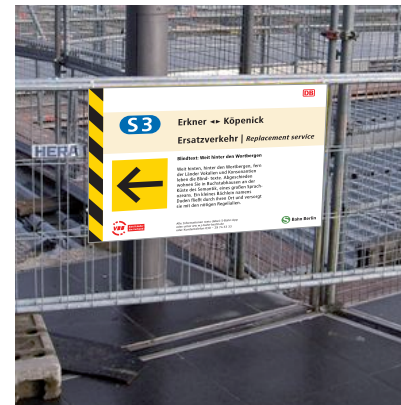 DB
S3
Erkner ◄► Köpenick
Ersatzverkehr | Replacement service
Blindtext: Weit hinten den Wortbergen
Weit hinten, hinter den Wortbergen, fern
der Länder Vokalien und Konsonantien
leben die Blind- texte. Abgeschieden
wohnen Sie in Buchstabhausen an der
Küste des Semantik, eines großen Sprach-
ozeans. Ein kleines Bächlein namens
Duden fließt durch ihren Ort und versorgt
sie mit den nötigen Regelialien.
HERA
VBB
S Bahn Berlin